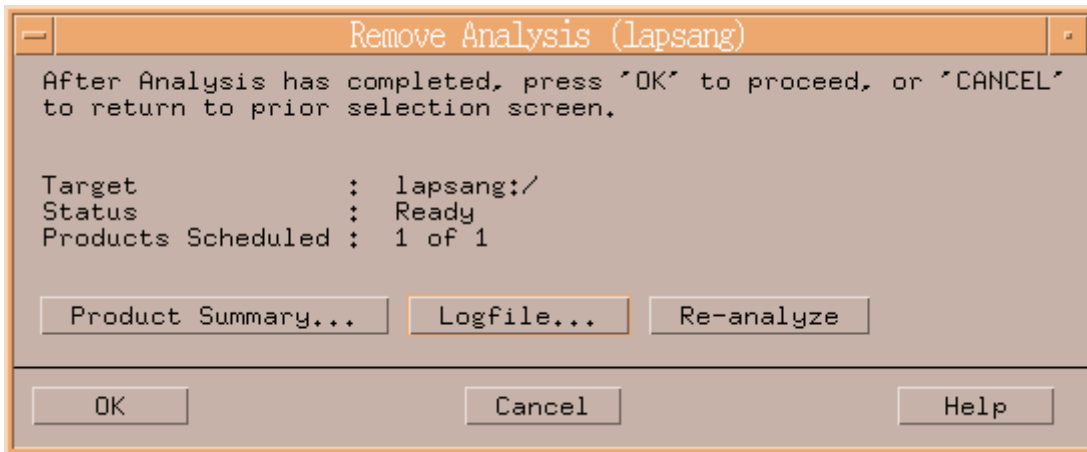 Remove Analysis (lapsang)
After Analysis has completed, press ´OK´ to proceed, or ´CANCEL´
to return to prior selection screen.
Target : lapsang:/
Status : Ready
Products Scheduled : 1 of 1
Product Summary... Logfile... Re-analyze
OK Cancel Help